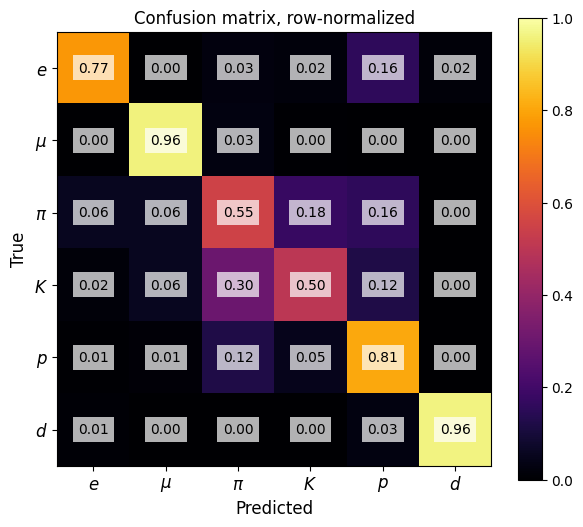 Confusion matrix, row-normalized
True
e 0.77 0.00 0.03 0.02 0.16 0.02
μ 0.00 0.96 0.03 0.00 0.00 0.00
π 0.06 0.06 0.55 0.18 0.16 0.00
K 0.02 0.06 0.30 0.50 0.12 0.00
p 0.01 0.01 0.12 0.05 0.81 0.00
d 0.01 0.00 0.00 0.00 0.03 0.96
e μ π K p d
Predicted
1.0
0.8
0.6
0.4
0.2
0.0